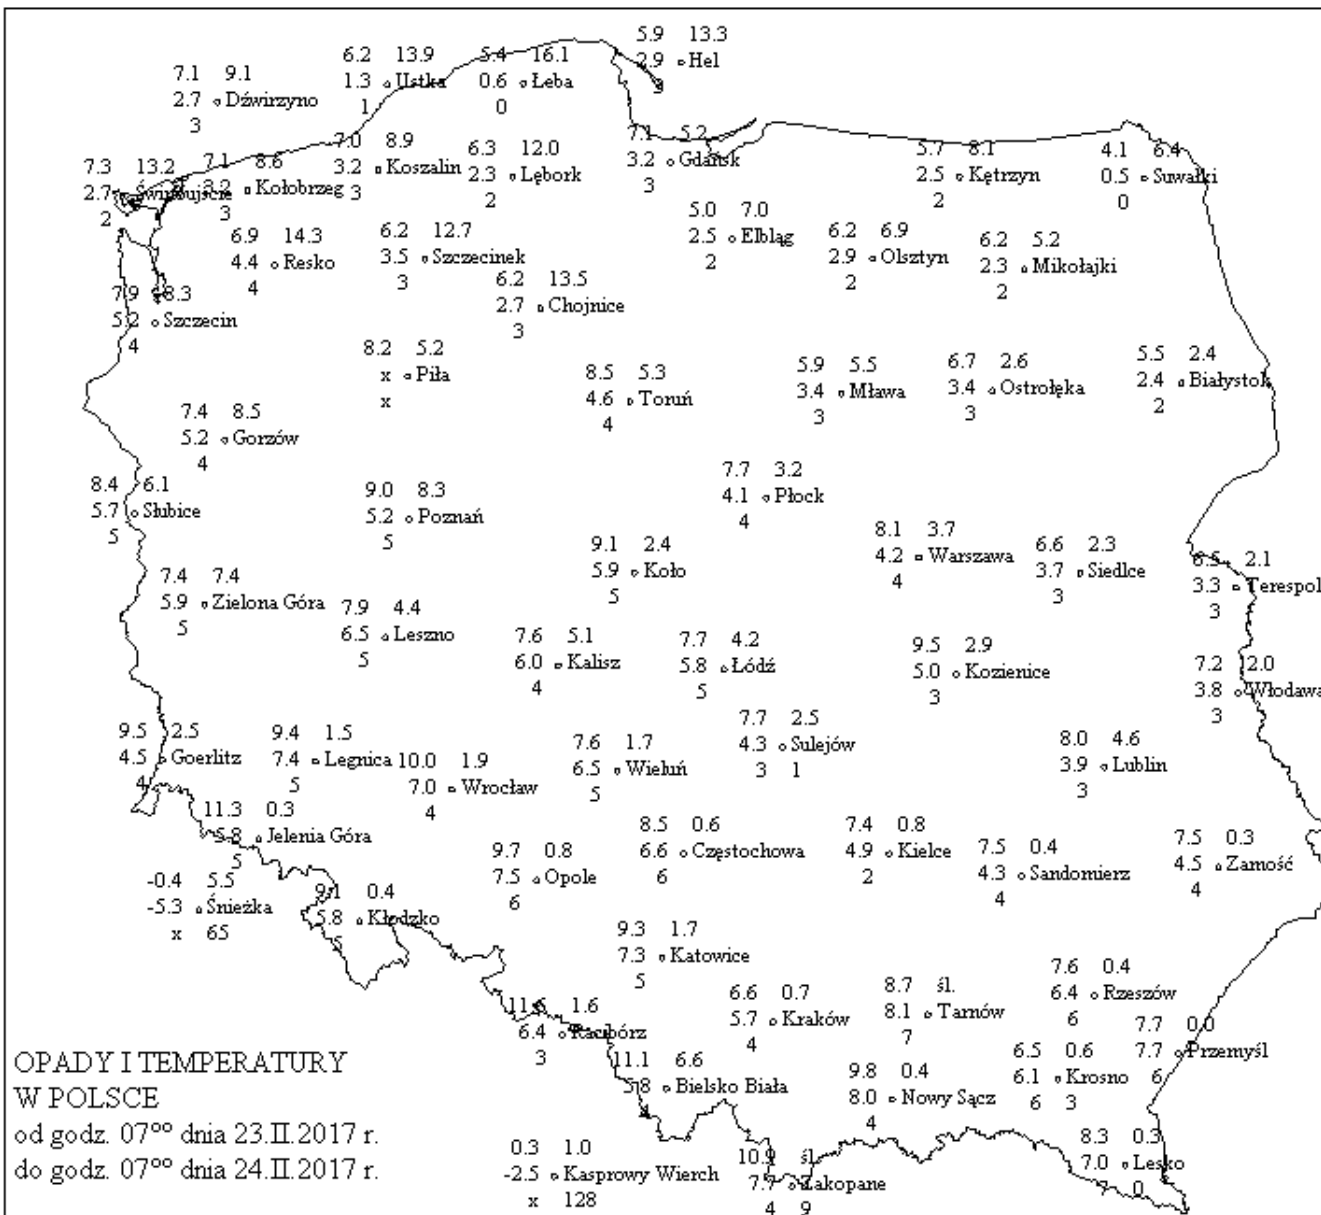 5.9 13.3
2.9 Hel
3
6.2 13.9
1.3 Ustka
1
5.4 16.1
0.6 Łeba
0
7.1 9.1
2.7 Dźwirzyno
3
7.0 8.9
3.2 Koszalin
3
6.3 12.0
2.3 Lębork
2
7.1 5.2
3.2 Gdańsk
3
5.7 8.1
2.5 Kętrzyn
2
4.1 6.4
0.5 Suwałki
0
7.3 13.2
2.7 Świnoujście
2
7.1 8.6
3.2 Kołobrzeg
3
5.0 7.0
2.5 Elbląg
2
6.2 6.9
2.9 Olsztyn
2
6.2 5.2
2.3 Mikołajki
2
6.9 14.3
4.4 Resko
4
6.2 12.7
3.5 Szczecinek
3
6.2 13.5
2.7 Chojnice
3
7.9 8.3
5.2 Szczecin
4
8.2 5.2
x Piła
x
8.5 5.3
4.6 Toruń
4
5.9 5.5
3.4 Mława
3
6.7 2.6
3.4 Ostrołęka
3
5.5 2.4
2.4 Białystok
2
7.4 8.5
5.2 Gorzów
4
8.4 6.1
5.7 Słubice
5
9.0 8.3
5.2 Poznań
5
7.7 3.2
4.1 Płock
4
9.1 2.4
5.9 Koło
5
8.1 3.7
4.2 Warszawa
4
6.6 2.3
3.7 Siedlce
3
6.5 2.1
3.3 Terespol
3
7.4 7.4
5.9 Zielona Góra
5
7.9 4.4
6.5 Leszno
5
7.6 5.1
6.0 Kalisz
4
7.7 4.2
5.8 Łódź
5
9.5 2.9
5.0 Kozienice
3
7.2 2.0
3.8 Włodawa
3
9.5 2.5
4.5 Goerlitz
4
9.4 1.5
7.4 Legnica
5
10.0 1.9
7.0 Wrocław
4
7.6 1.7
6.5 Wieluń
5
7.7 2.5
4.3 Sulejów
3 1
8.0 4.6
3.9 Lublin
3
11.3 0.3
5.8 Jelenia Góra
5
9.7 0.8
7.5 Opole
6
8.5 0.6
6.6 Częstochowa
6
7.4 0.8
4.9 Kielce
2
7.5 0.4
4.3 Sandomierz
4
7.5 0.3
4.5 Zamość
4
-0.4 5.5
-5.3 Śnieżka
x 65
9.1 0.4
5.8 Kłodzko
5
9.3 1.7
7.3 Katowice
5
1.6
6.4 Racibórz
3
6.6 0.7
5.7 Kraków
4
8.7 śl.
8.1 Tarnów
7
7.6 0.4
6.4 Rzeszów
6
7.7 0.0
7.7 Przemyśl
6
11.1 6.6
5.8 Bielsko Biała
9.8 0.4
8.0 Nowy Sącz
4
6.5 0.6
6.1 Krosno
6 3
0.3 1.0
-2.5 Kasprowy Wierch
x 128
10.9 śl.
7.7 Zakopane
4 9
8.3 0.3
7.0 Lesko
7 0
OPADY I TEMPERATURY
W POLSCE
od godz. 07ºº dnia 23.II.2017 r.
do godz. 07ºº dnia 24.II.2017 r.